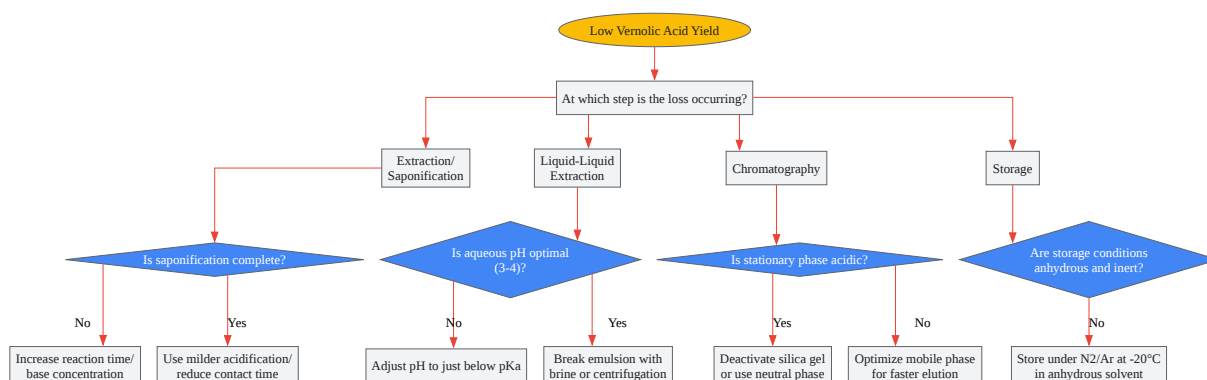 Low Vernolic Acid Yield
At which step is the loss occurring?
Extraction/
Saponification
Liquid-Liquid
Extraction
Chromatography
Storage
Is saponification complete?
Is aqueous pH optimal
(3-4)?
Is stationary phase acidic?
Are storage conditions
anhydrous and inert?
No
Yes
No
Yes
Yes
No
No
Increase reaction time/
base concentration
Use milder acidification/
reduce contact time
Adjust pH to just below pKa
Break emulsion with
brine or centrifugation
Deactivate silica gel
or use neutral phase
Optimize mobile phase
for faster elution
Store under N2/Ar at -20°C
in anhydrous solvent